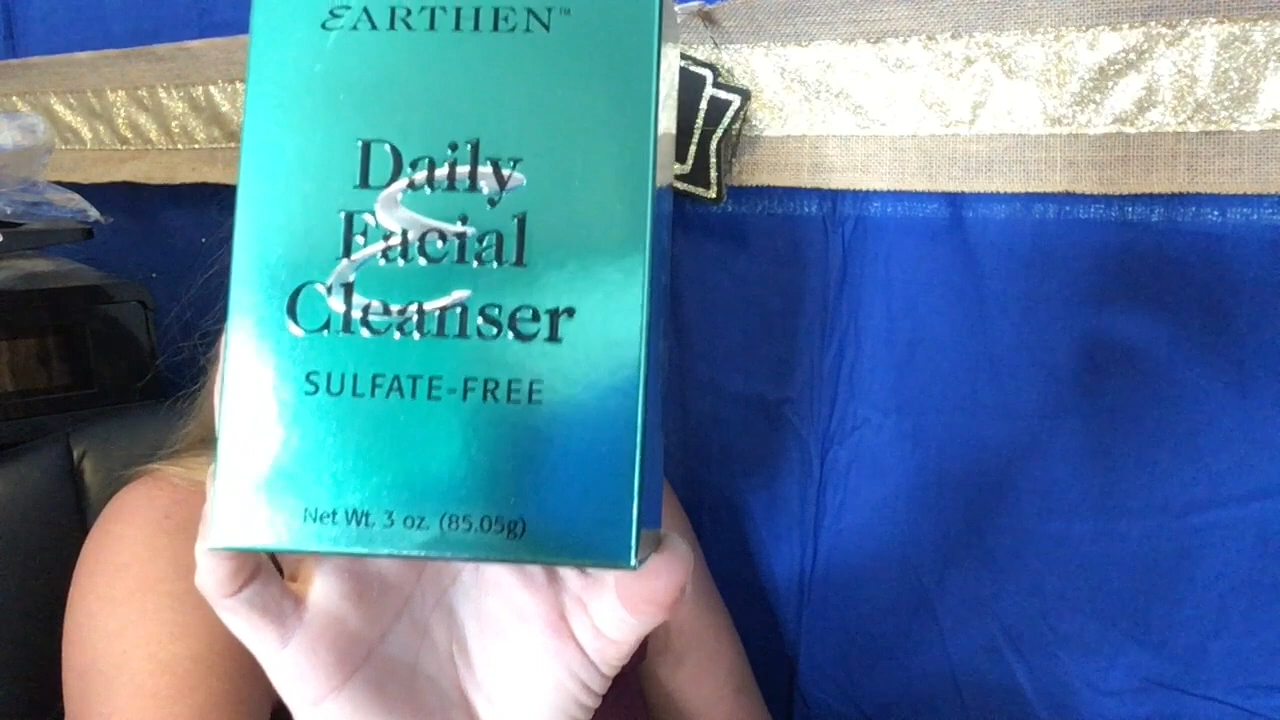 EARTHEN™
Daily
Facial
Cleanser
SULFATE-FREE
Net Wt. 3 oz. (85.05g)